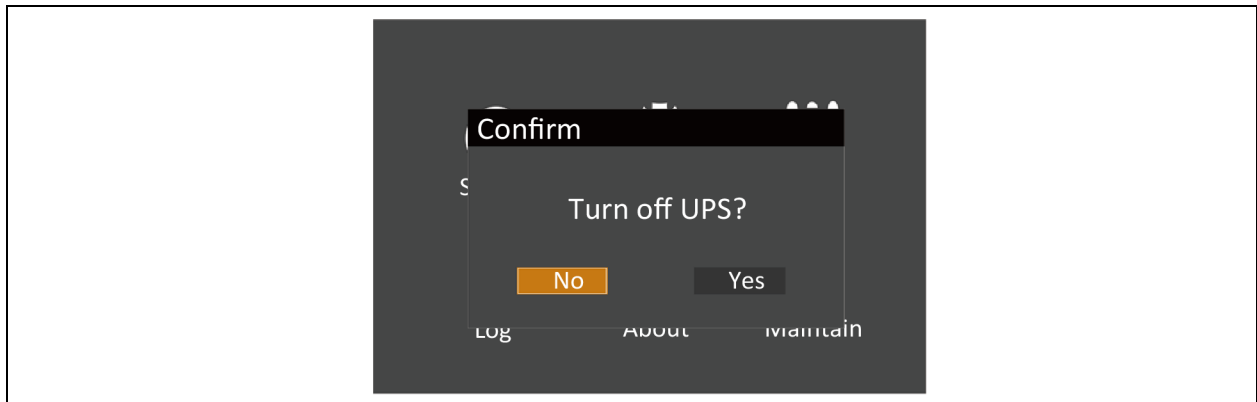 Confirm
S
Turn off UPS?
No Yes
Log About Maintain